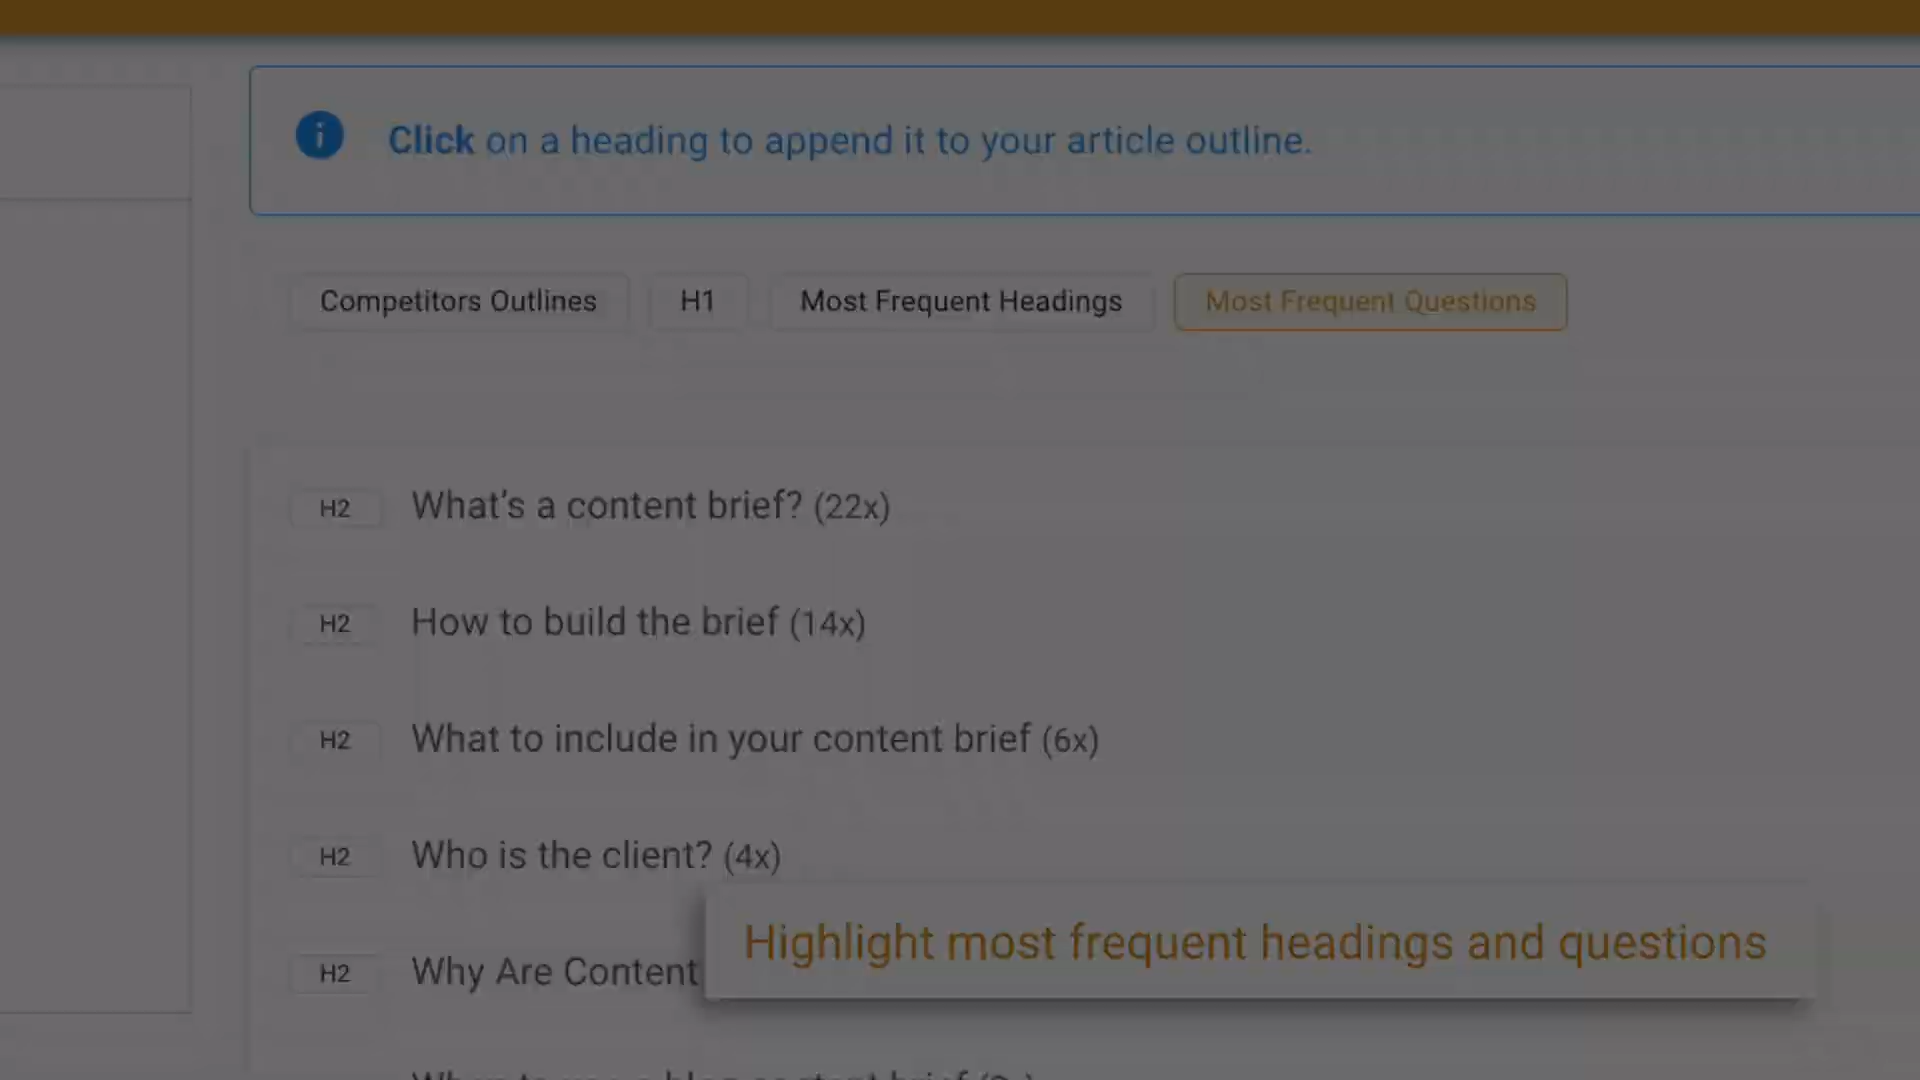 i Click on a heading to append it to your article outline.
Competitors Outlines H1 Most Frequent Headings Most Frequent Questions
H2 What's a content brief? (22x)
H2 How to build the brief (14x)
H2 What to include in your content brief (6x)
H2 Who is the client? (4x)
H2 Why Are Content
Highlight most frequent headings and questions